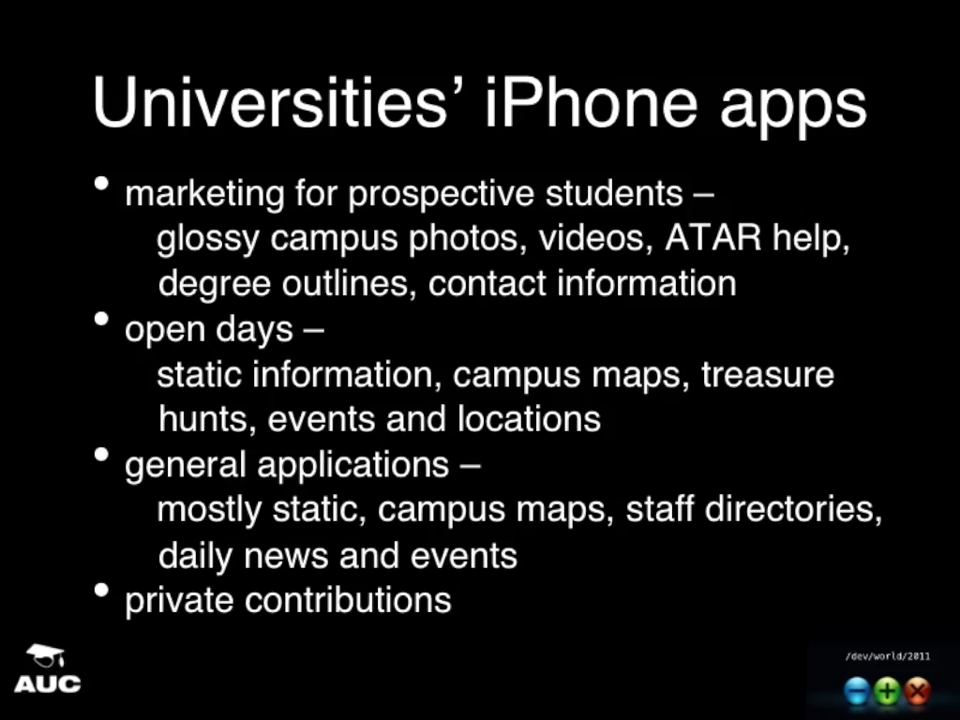 Universities’ iPhone apps
• marketing for prospective students –
glossy campus photos, videos, ATAR help,
degree outlines, contact information
• open days –
static information, campus maps, treasure
hunts, events and locations
• general applications –
mostly static, campus maps, staff directories,
daily news and events
• private contributions
AUC
/dev/world/2011